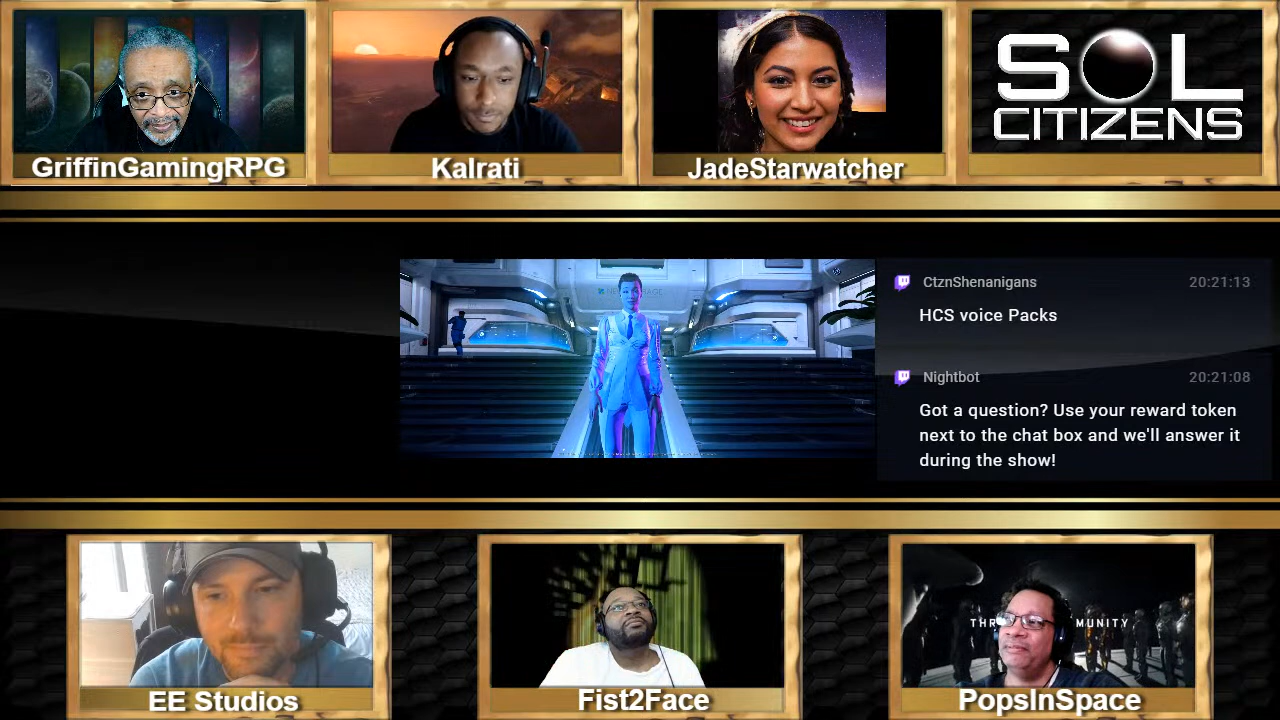 SOL
CITIZENS
GriffinGamingRPG
Kalrati
JadeStarwatcher
CtznShenanigans
20:21:13
HCS voice Packs
Nightbot
20:21:08
Got a question? Use your reward token
next to the chat box and we'll answer it
during the show!
MUNITY
EE Studios
Fist2Face
PopsInSpace